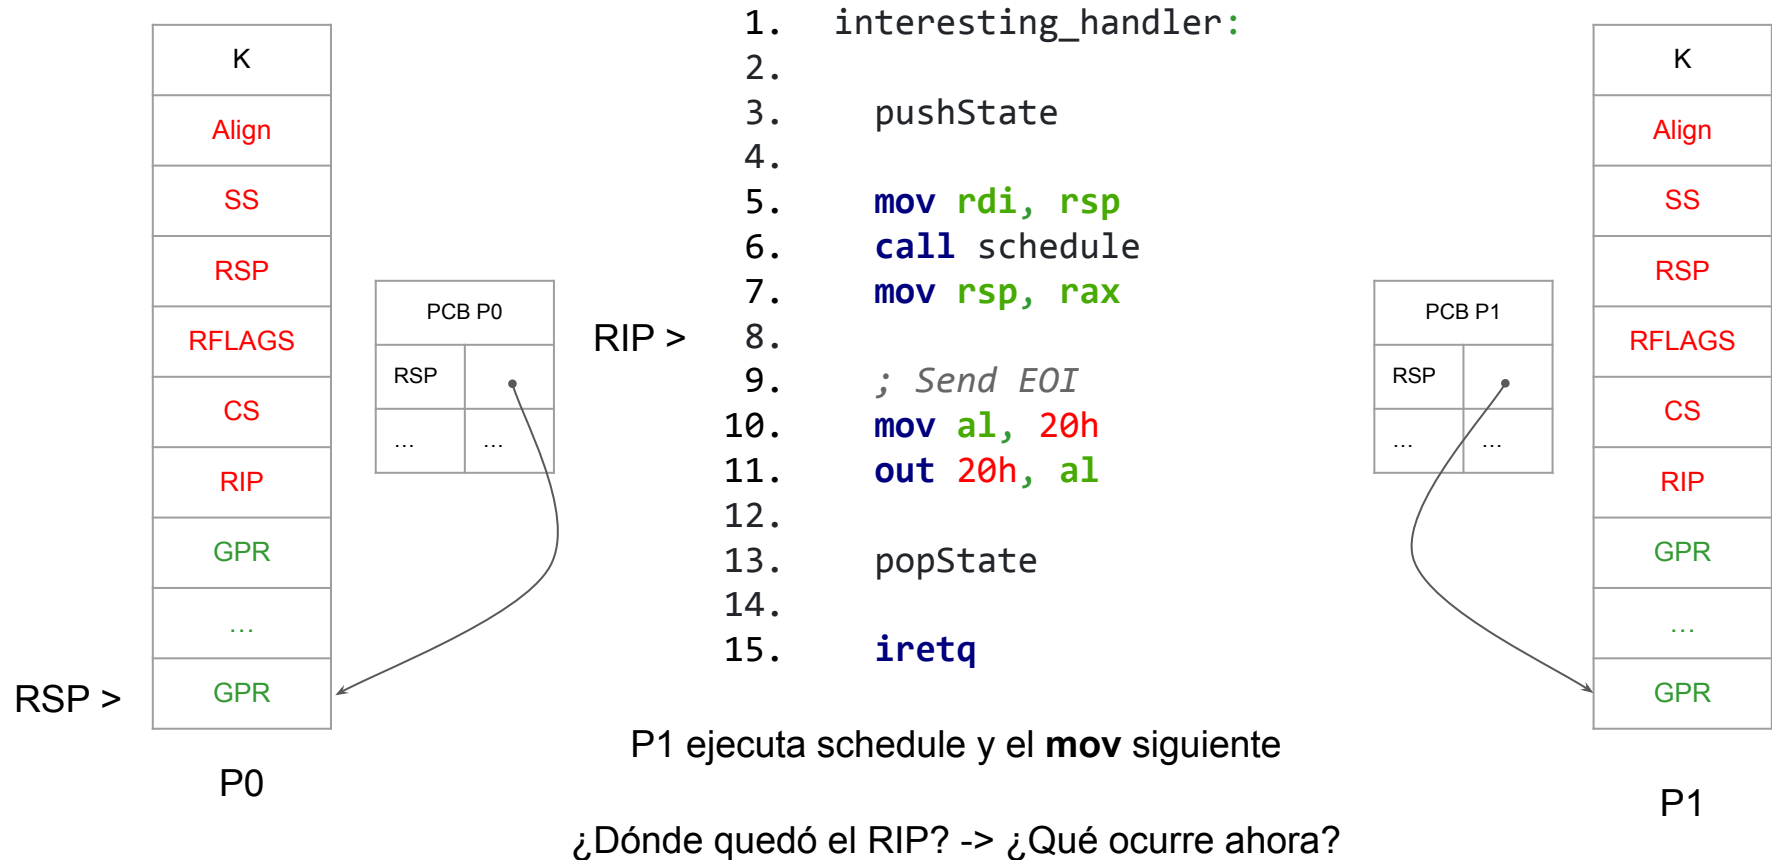 K
Align
SS
RSP
RFLAGS
CS
RIP
GPR
…
GPR
RSP >
P0
PCB P0
RSP
… …
RIP >
1. interesting_handler:
2.
3. pushState
4.
5. mov rdi, rsp
6. call schedule
7. mov rsp, rax
8.
9. ; Send EOI
10. mov al, 20h
11. out 20h, al
12.
13. popState
14.
15. iretq
P1 ejecuta schedule y el mov siguiente
¿Dónde quedó el RIP? -> ¿Qué ocurre ahora?
PCB P1
RSP
… …
K
Align
SS
RSP
RFLAGS
CS
RIP
GPR
…
GPR
P1